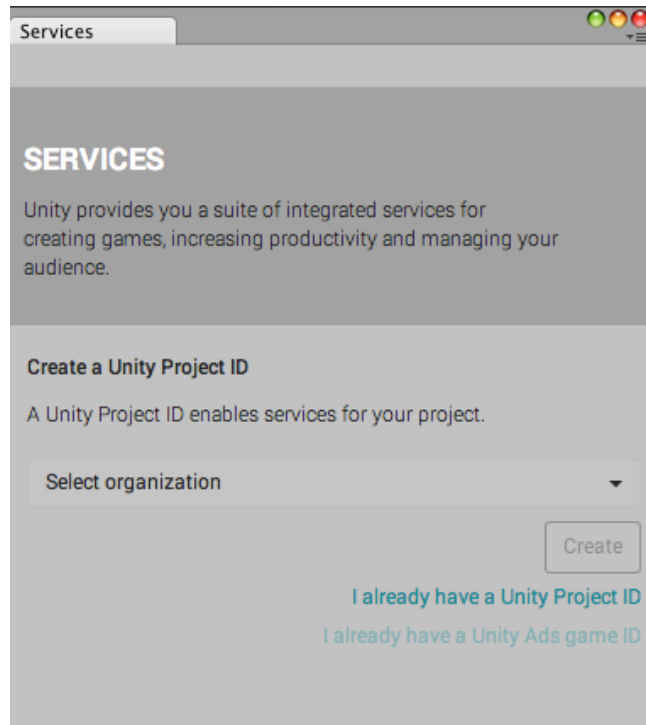 Services
SERVICES
Unity provides you a suite of integrated services for
creating games, increasing productivity and managing your
audience.
Create a Unity Project ID
A Unity Project ID enables services for your project.
Select organization
Create
I already have a Unity Project ID
I already have a Unity Ads game ID